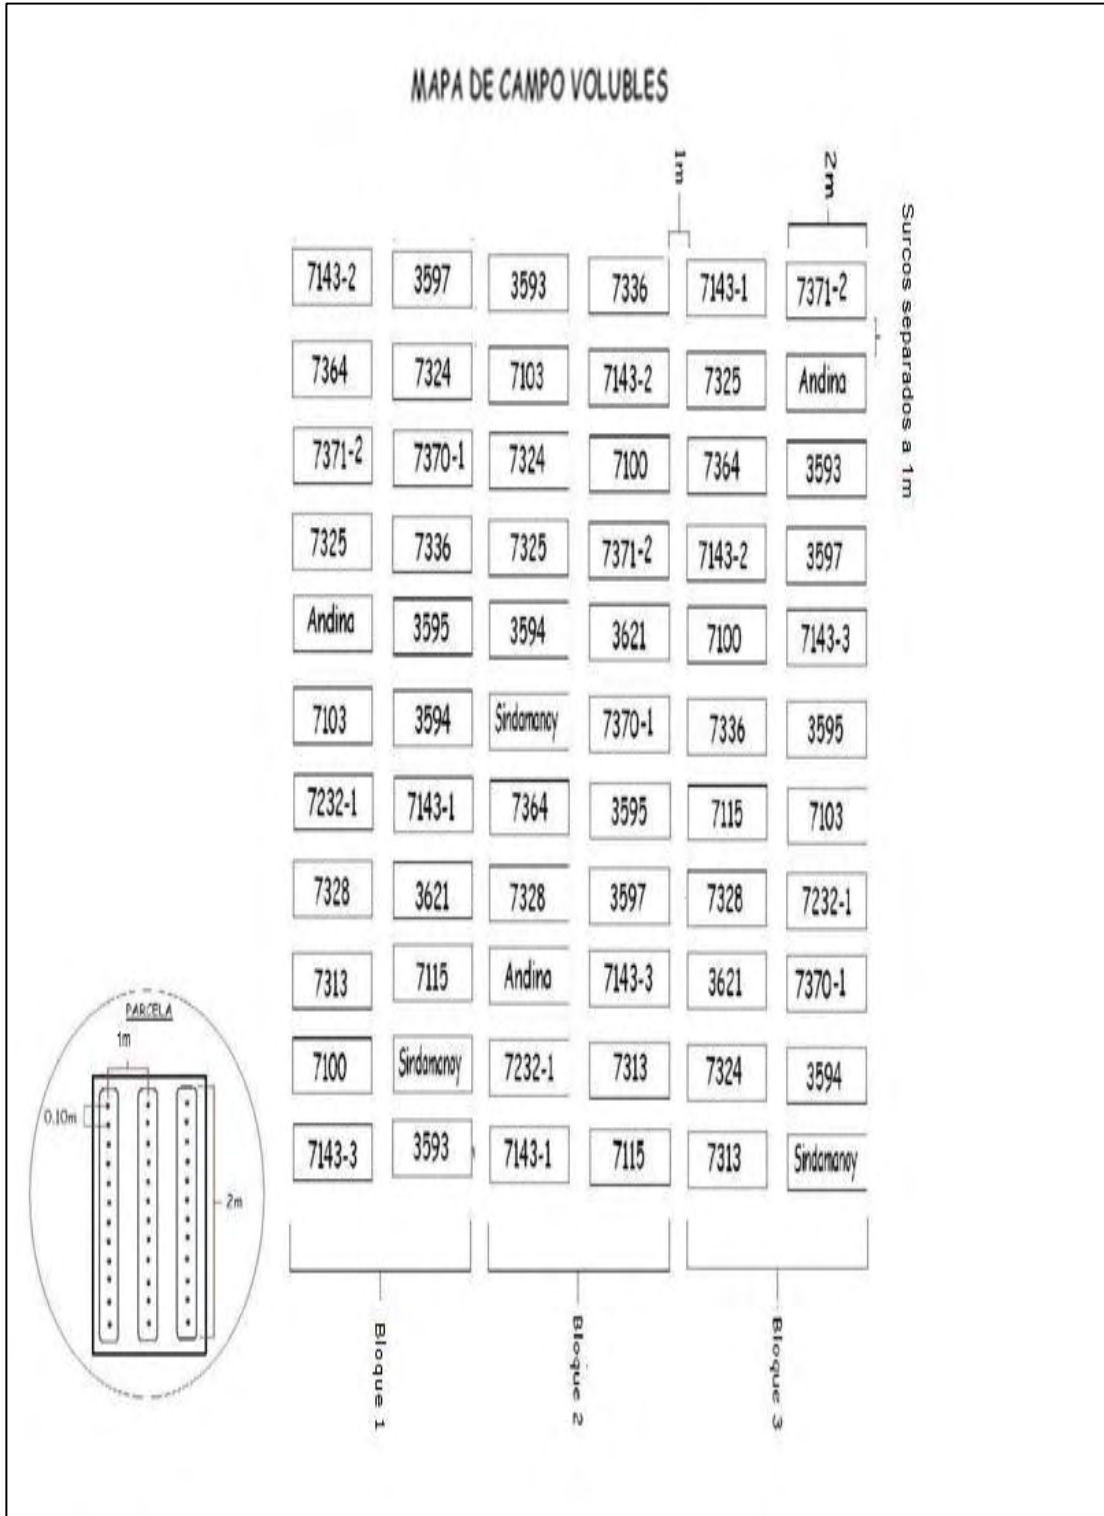 MAPA DE CAMPO VOLUBLES
1m
2m
Surcos separados a 1m
7143-2 3597 3593 7336 7143-1 7371-2
7364 7324 7103 7143-2 7325 Andina
7371-2 7370-1 7324 7100 7364 3593
7325 7336 7325 7371-2 7143-2 3597
Andina 3595 3594 3621 7100 7143-3
7103 3594 Sindamanoy 7370-1 7336 3595
7232-1 7143-1 7364 3595 7115 7103
7328 3621 7328 3597 7328 7232-1
7313 7115 Andina 7143-3 3621 7370-1
7100 Sindamanoy 7232-1 7313 7324 3594
7143-3 3593 7143-1 7115 7313 Sindamanoy
PARCELA
1m
0.10m
2m
Bloque 1
Bloque 2
Bloque 3